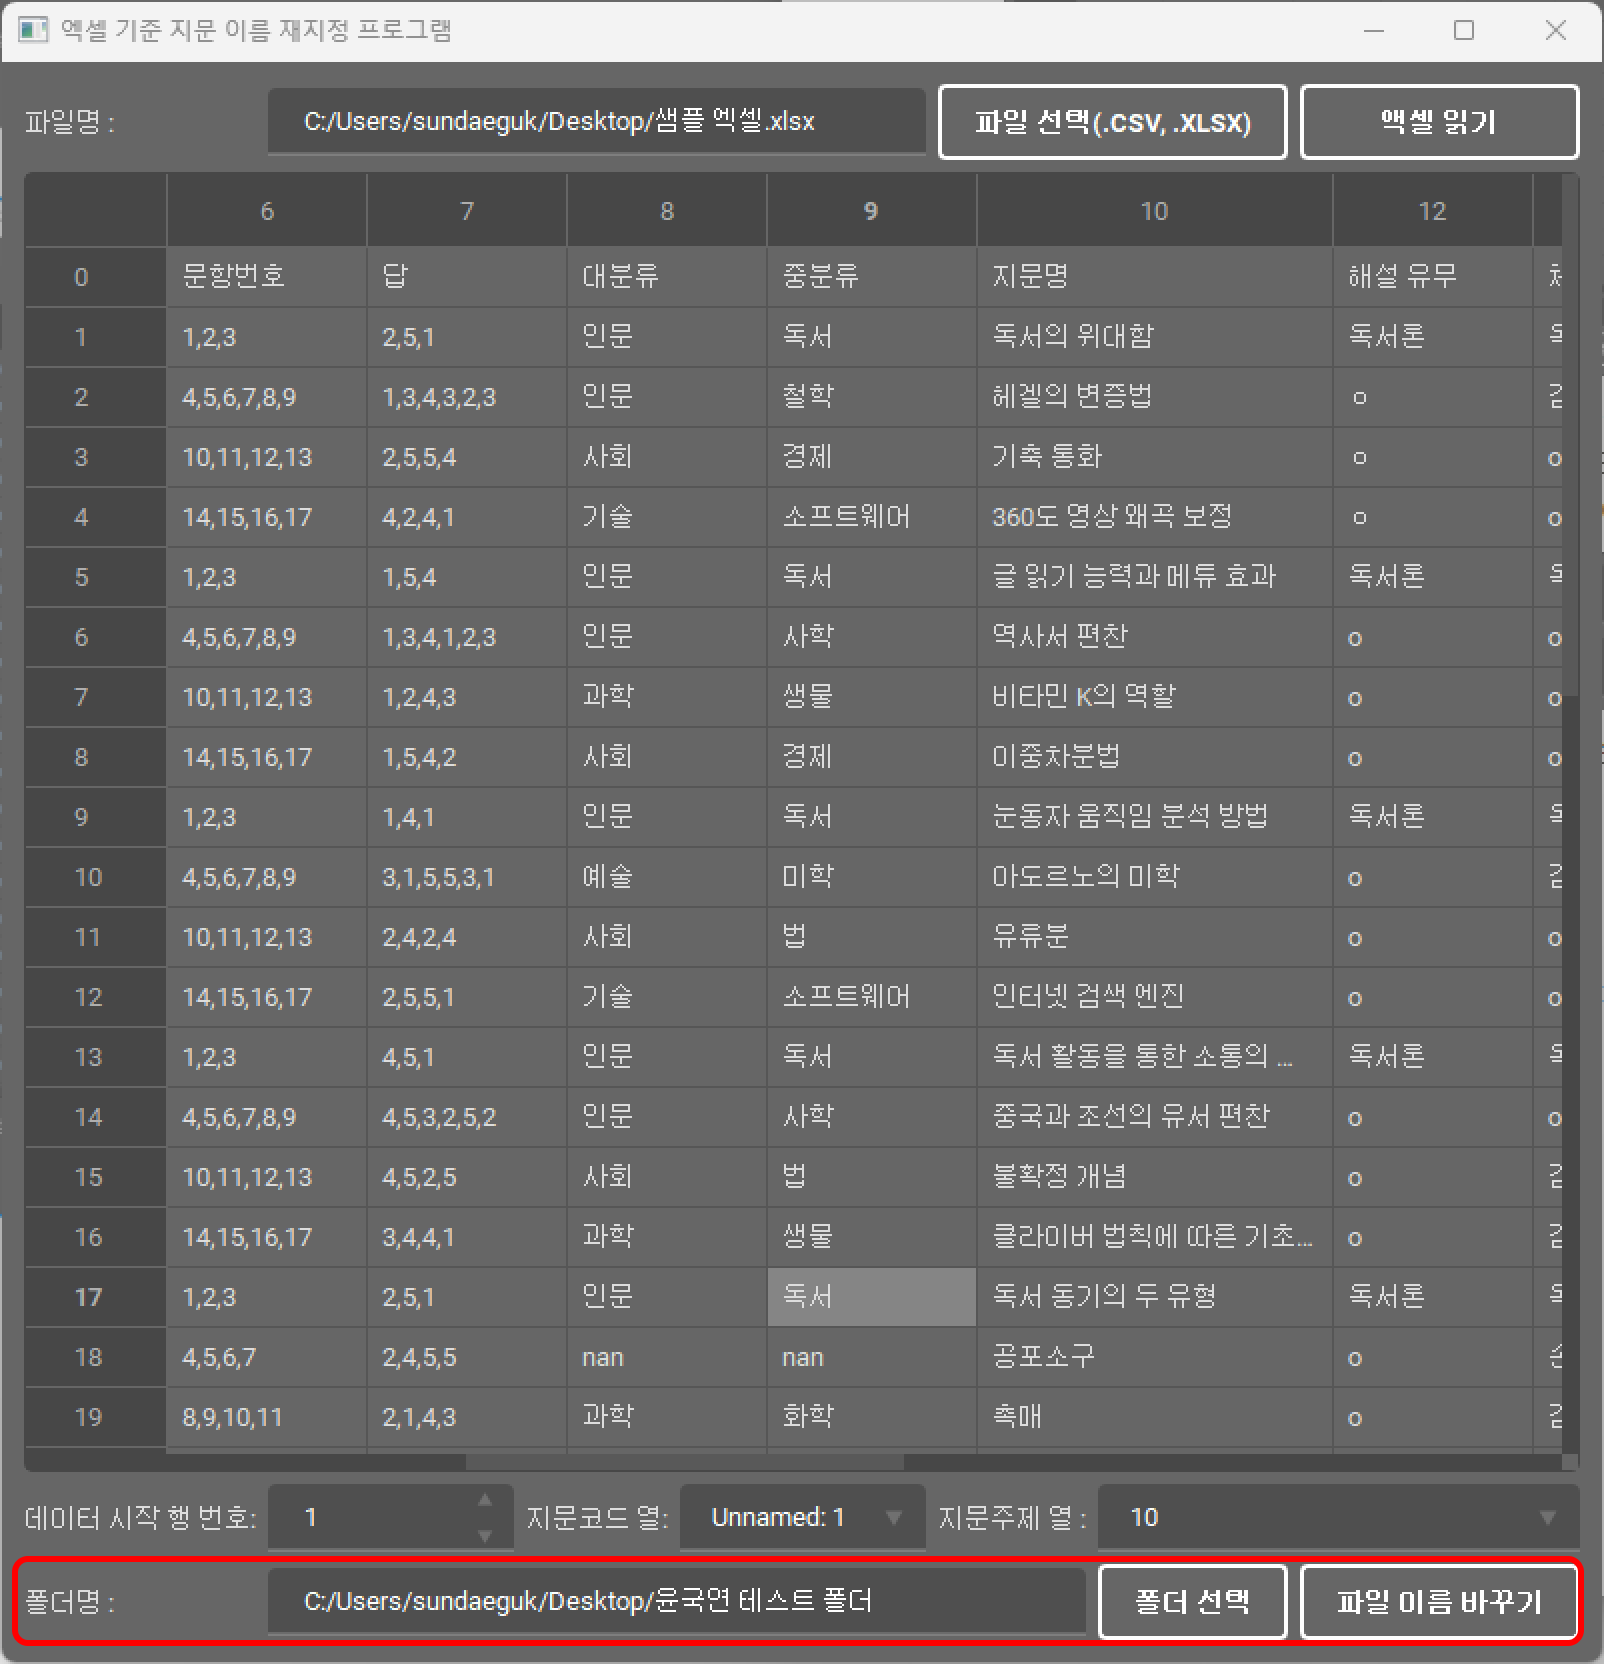 엑셀 기준 지문 이름 재지정 프로그램
파일명 : C:/Users/sundaeguk/Desktop/샘플 엑셀.xlsx 파일 선택(.CSV, .XLSX) 액셀 읽기
6 7 8 9 10 12
0 문항번호 답 대분류 중분류 지문명 해설 유무
1 1,2,3 2,5,1 인문 독서 독서의 위대함 독서론
2 4,5,6,7,8,9 1,3,4,3,2,3 인문 철학 헤겔의 변증법 ㅇ
3 10,11,12,13 2,5,5,4 사회 경제 기축 통화 ㅇ o
4 14,15,16,17 4,2,4,1 기술 소프트웨어 360도 영상 왜곡 보정 ㅇ o
5 1,2,3 1,5,4 인문 독서 글 읽기 능력과 메튜 효과 독서론
6 4,5,6,7,8,9 1,3,4,1,2,3 인문 사학 역사서 편찬 o o
7 10,11,12,13 1,2,4,3 과학 생물 비타민 K의 역할 o o
8 14,15,16,17 1,5,4,2 사회 경제 이중차분법 o o
9 1,2,3 1,4,1 인문 독서 눈동자 움직임 분석 방법 독서론
10 4,5,6,7,8,9 3,1,5,5,3,1 예술 미학 아도르노의 미학 o
11 10,11,12,13 2,4,2,4 사회 법 유류분 o o
12 14,15,16,17 2,5,5,1 기술 소프트웨어 인터넷 검색 엔진 o o
13 1,2,3 4,5,1 인문 독서 독서 활동을 통한 소통의 ... 독서론
14 4,5,6,7,8,9 4,5,3,2,5,2 인문 사학 중국과 조선의 유서 편찬 o o
15 10,11,12,13 4,5,2,5 사회 법 불확정 개념 o
16 14,15,16,17 3,4,4,1 과학 생물 클라이버 법칙에 따른 기초... o
17 1,2,3 2,5,1 인문 독서 독서 동기의 두 유형 독서론
18 4,5,6,7 2,4,5,5 nan nan 공포소구 o
19 8,9,10,11 2,1,4,3 과학 화학 촉매 o
데이터 시작 행 번호: 1 지문코드 열: Unnamed: 1 지문주제 열 : 10
폴더명 : C:/Users/sundaeguk/Desktop/윤국연 테스트 폴더 폴더 선택 파일 이름 바꾸기